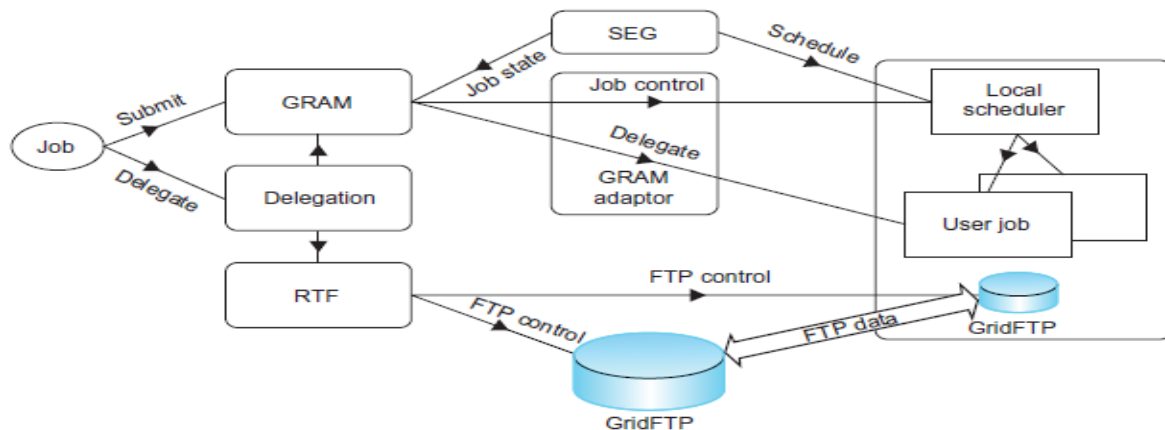 SEG
Schedule
Job state
Submit
GRAM
Job control
Local
scheduler
Job
Delegate
Delegate
Delegation
GRAM
adaptor
User job
RTF
FTP control
FTP control
FTP data
GridFTP
GridFTP